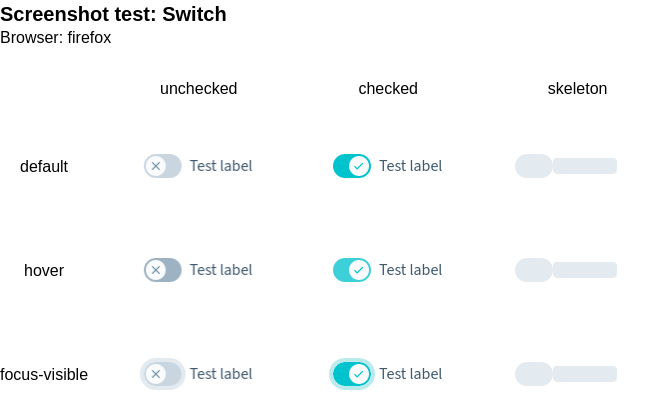 Screenshot test: Switch
Browser: firefox
unchecked checked skeleton
default Test label Test label
hover Test label Test label
focus-visible Test label Test label